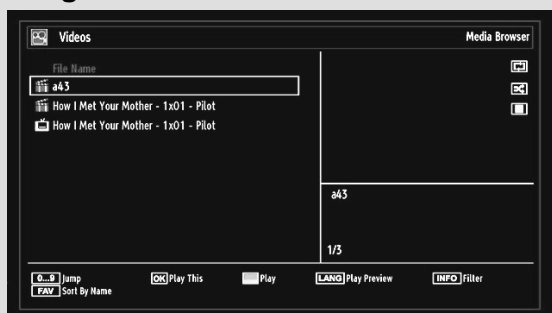 Videos
Media Browser
File Name
a43
How I Met Your Mother - 1x01 - Pilot
How I Met Your Mother - 1x01 - Pilot
a43
1/3
0...9 Jump
OK Play This
Play
LANG Play Preview
INFO Filter
FAV Sort By Name